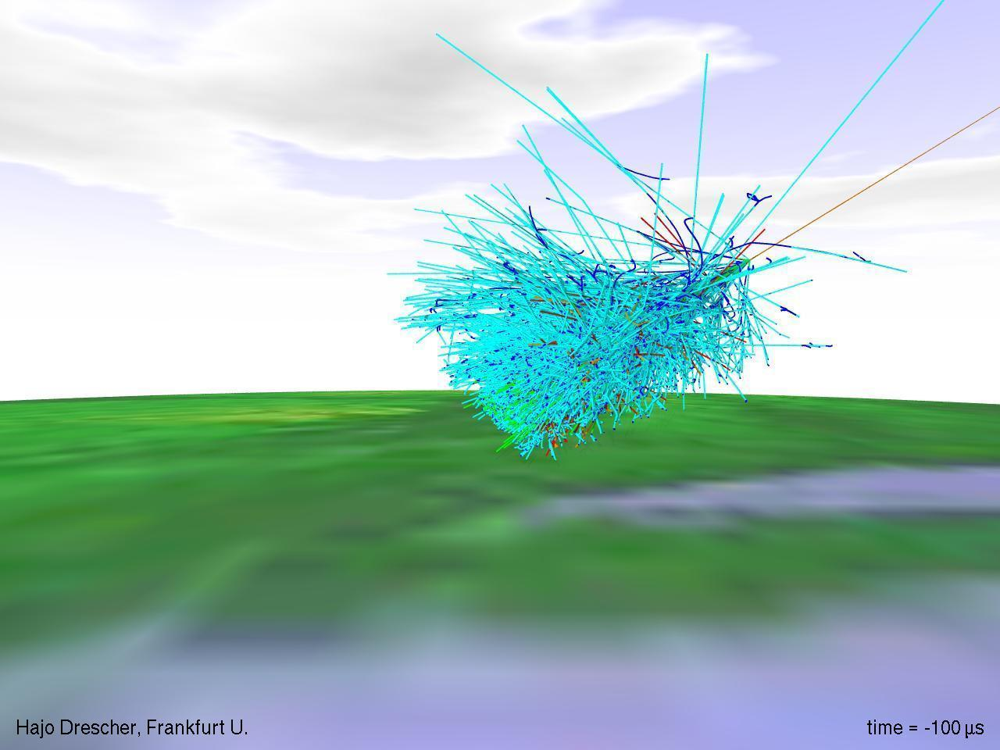 Hajo Drescher, Frankfurt U.
time = -100 µs